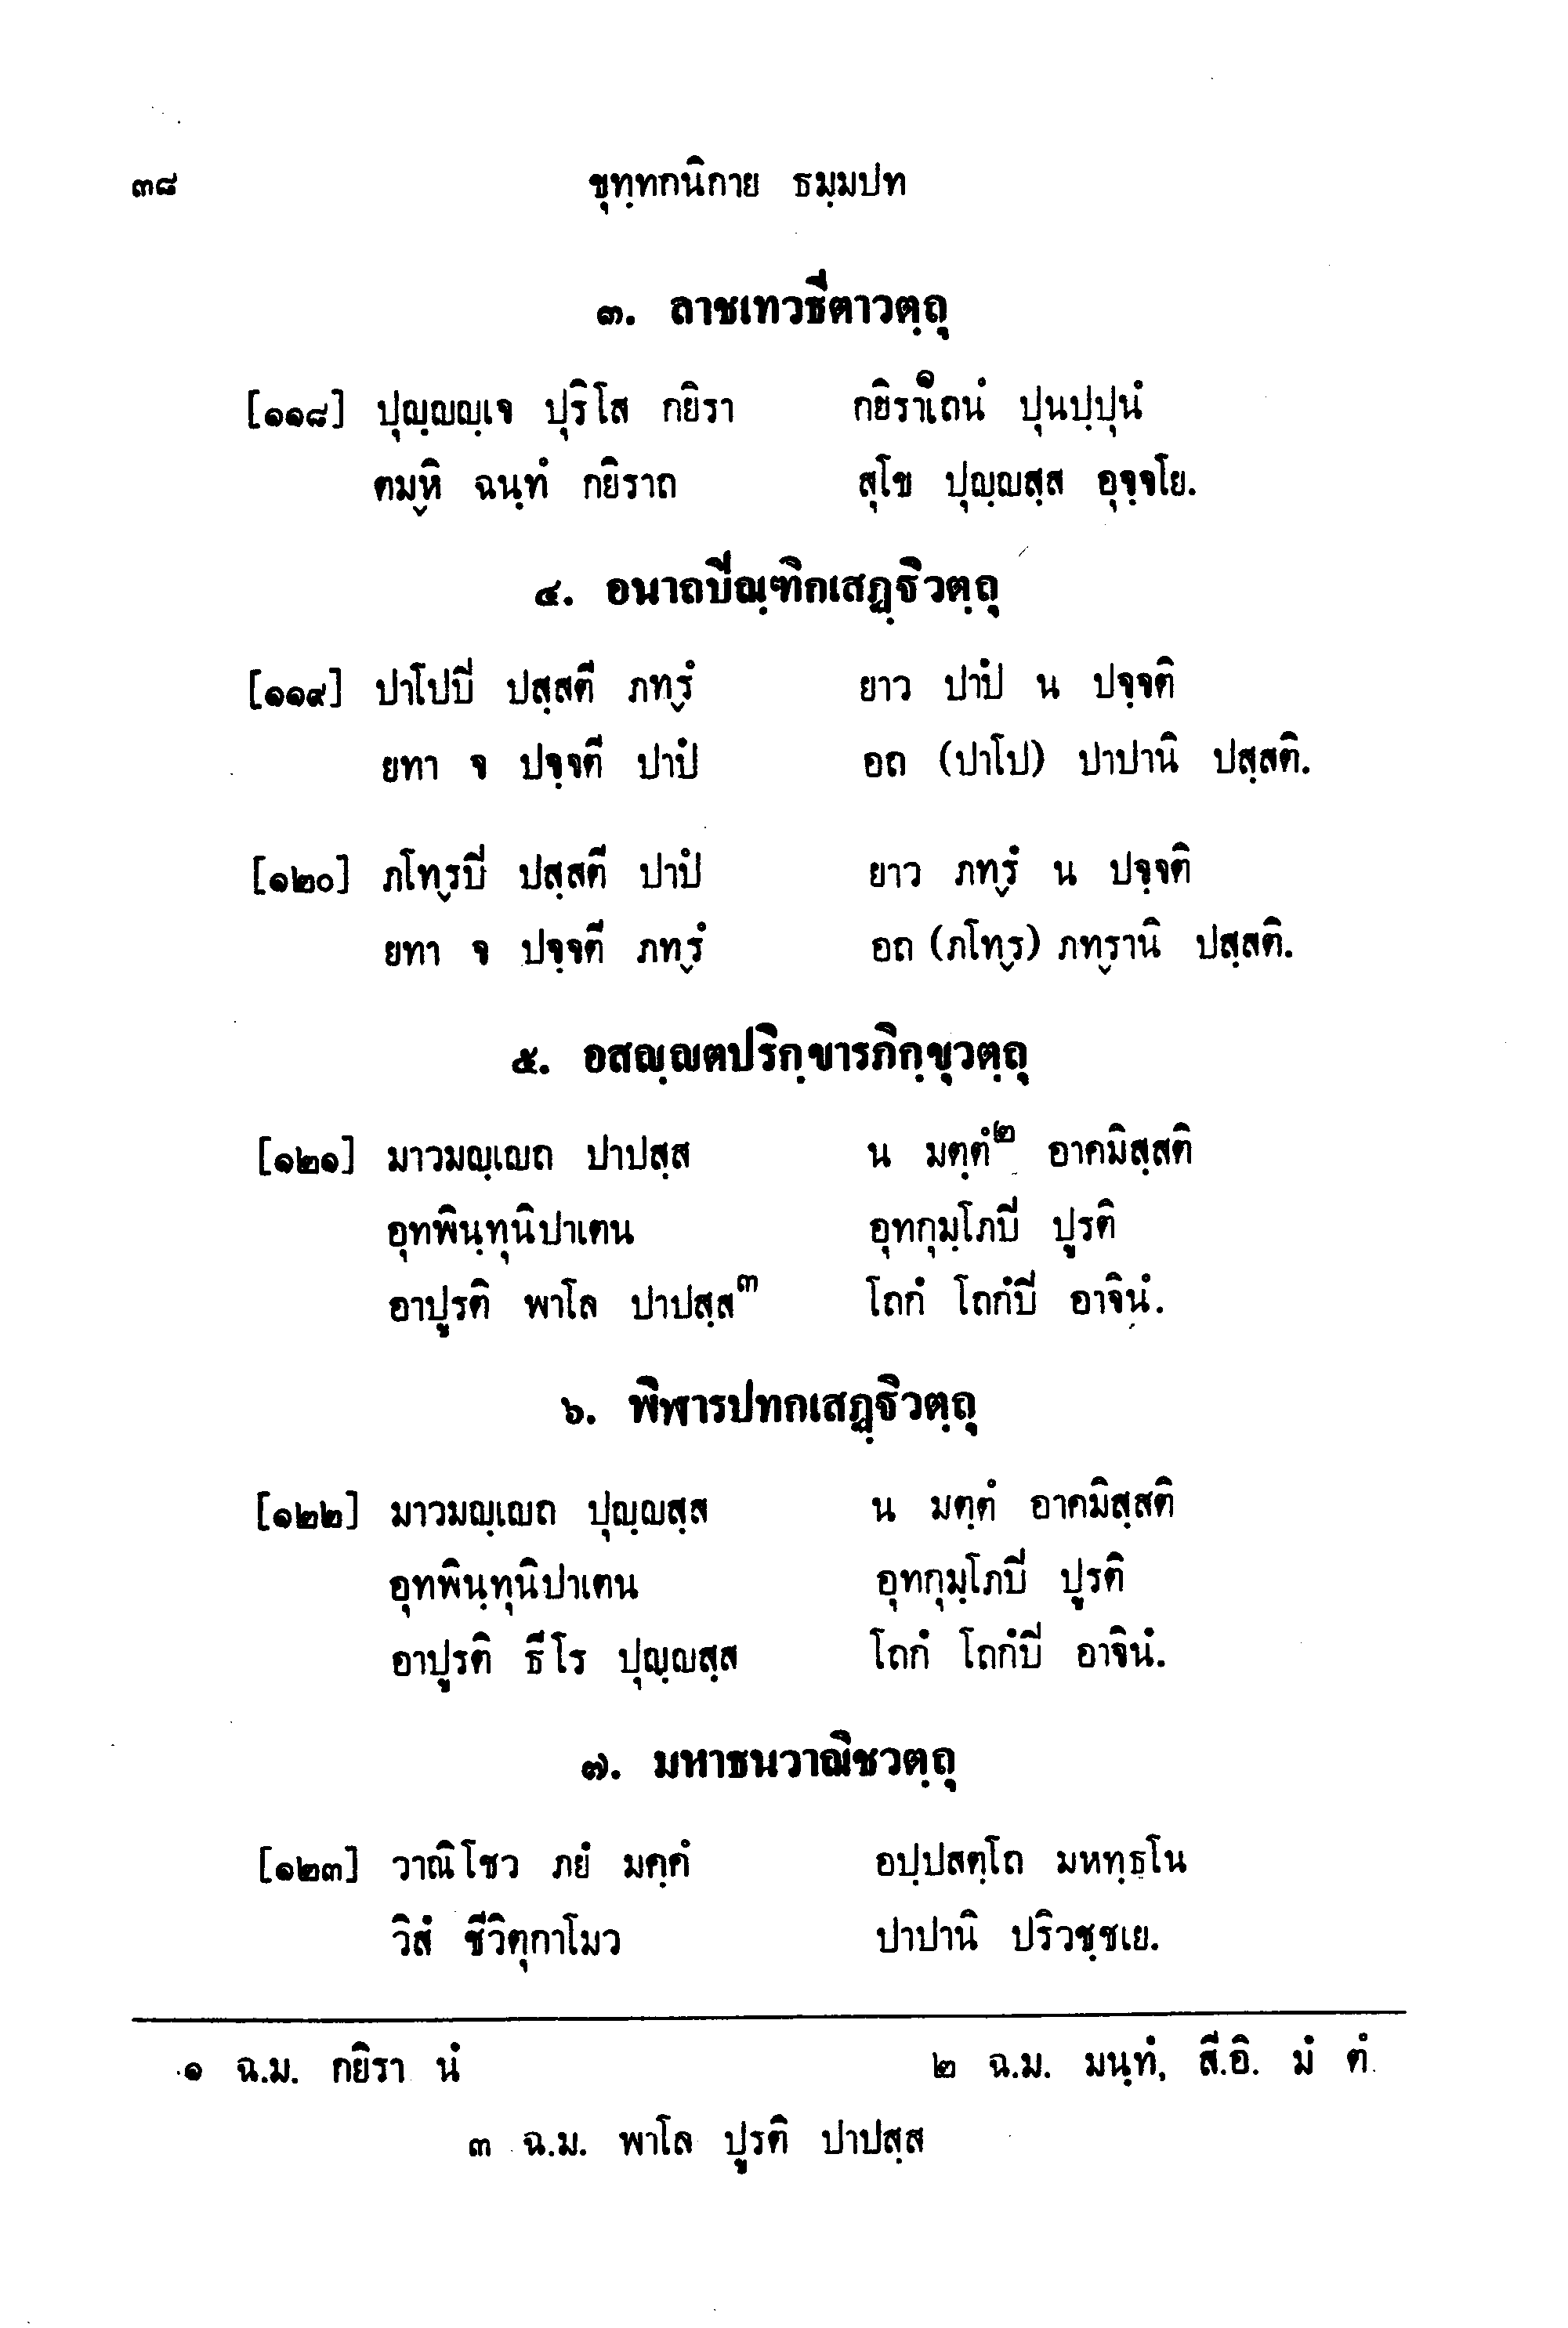 ๓๘ ขุทฺทกนิกาย ธมฺมปท
๓. ลาชเทวธีตาวตฺถุ
[๑๑๘] ปุญฺญญฺเจ ปุริโส กยิรา กยิราเถนํ๑ ปุนปฺปุนํ
ตมฺหิ ฉนฺทํ กยิราถ สุโข ปุญฺญสฺส อุจฺจโย.
๔. อนาถปีณฺฑิกเสฏฺฐิวตฺถุ
[๑๑๙] ปาโปปี ปสฺสตี ภทฺรํ ยาว ปาปํ น ปจฺจติ
ยทา จ ปจฺจตี ปาปํ อถ (ปาโป) ปาปานิ ปสฺสติ.
[๑๒๐] ภโทฺรปี ปสฺสตี ปาปํ ยาว ภทฺรํ น ปจฺจติ
ยทา จ ปจฺจตี ภทฺรํ อถ (ภโทฺร) ภทฺรานิ ปสฺสติ.
๕. อสญฺญตปริกฺขารภิกฺขุวตฺถุ
[๑๒๑] มาวมญฺเญถ ปาปสฺส น มตฺตํ๒ อาคมิสฺสติ
อุทพินฺทุนิปาเตน อุทกุมฺโภปี ปูรติ
อาปูรติ พาโล ปาปสฺส๓ โถกํ โถกํปี อาจินํ.
๖. พิฬารปทกเสฏฺฐิวตฺถุ
[๑๒๒] มาวมญฺเญถ ปุญฺญสฺส น มตฺตํ อาคมิสฺสติ
อุทพินฺทุนิปาเตน อุทกุมฺโภปี ปูรติ
อาปูรติ ธีโร ปุญฺญสฺส โถกํ โถกํปี อาจินํ.
๗. มหาธนวาณิชวตฺถุ
[๑๒๓] วาณิโชว ภยํ มคฺคํ อปฺปสตฺโถ มหทฺธโน
วิสํ ชีวิตุกาโมว ปาปานิ ปริวชฺชเย.
๑ ฉ.ม. กยิรา นํ ๒ ฉ.ม. มนฺทํ, สี.อิ. มํ ตํ
๓ ฉ.ม. พาโล ปูรติ ปาปสฺส